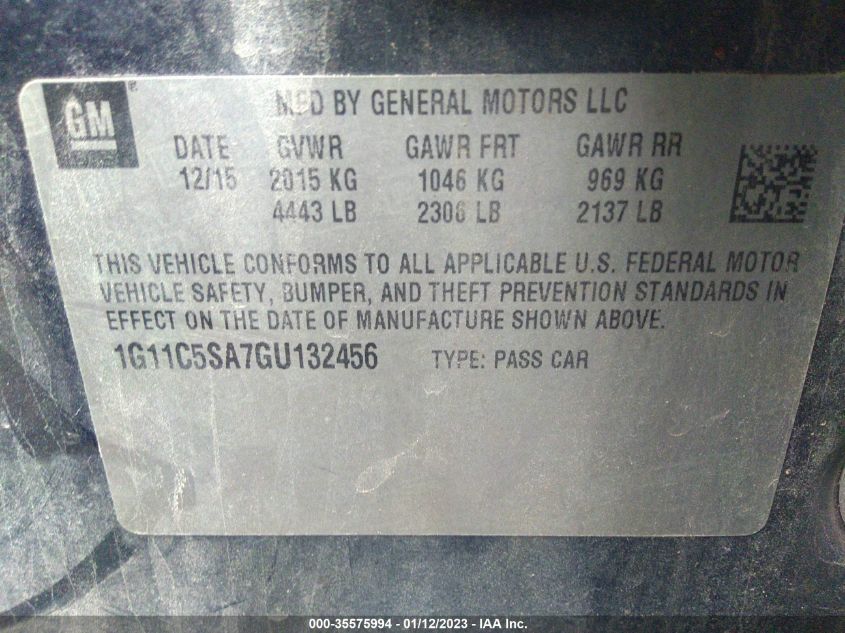 GM
MFD BY GENERAL MOTORS LLC
DATE GVWR GAWR FRT GAWR RR
12/15 2015 KG 1046 KG 969 KG
4443 LB 2306 LB 2137 LB
THIS VEHICLE CONFORMS TO ALL APPLICABLE U.S. FEDERAL MOTOR
VEHICLE SAFETY, BUMPER, AND THEFT PREVENTION STANDARDS IN
EFFECT ON THE DATE OF MANUFACTURE SHOWN ABOVE.
1G11C5SA7GU132456 TYPE: PASS CAR
000-35575994 - 01/12/2023 - IAA Inc.